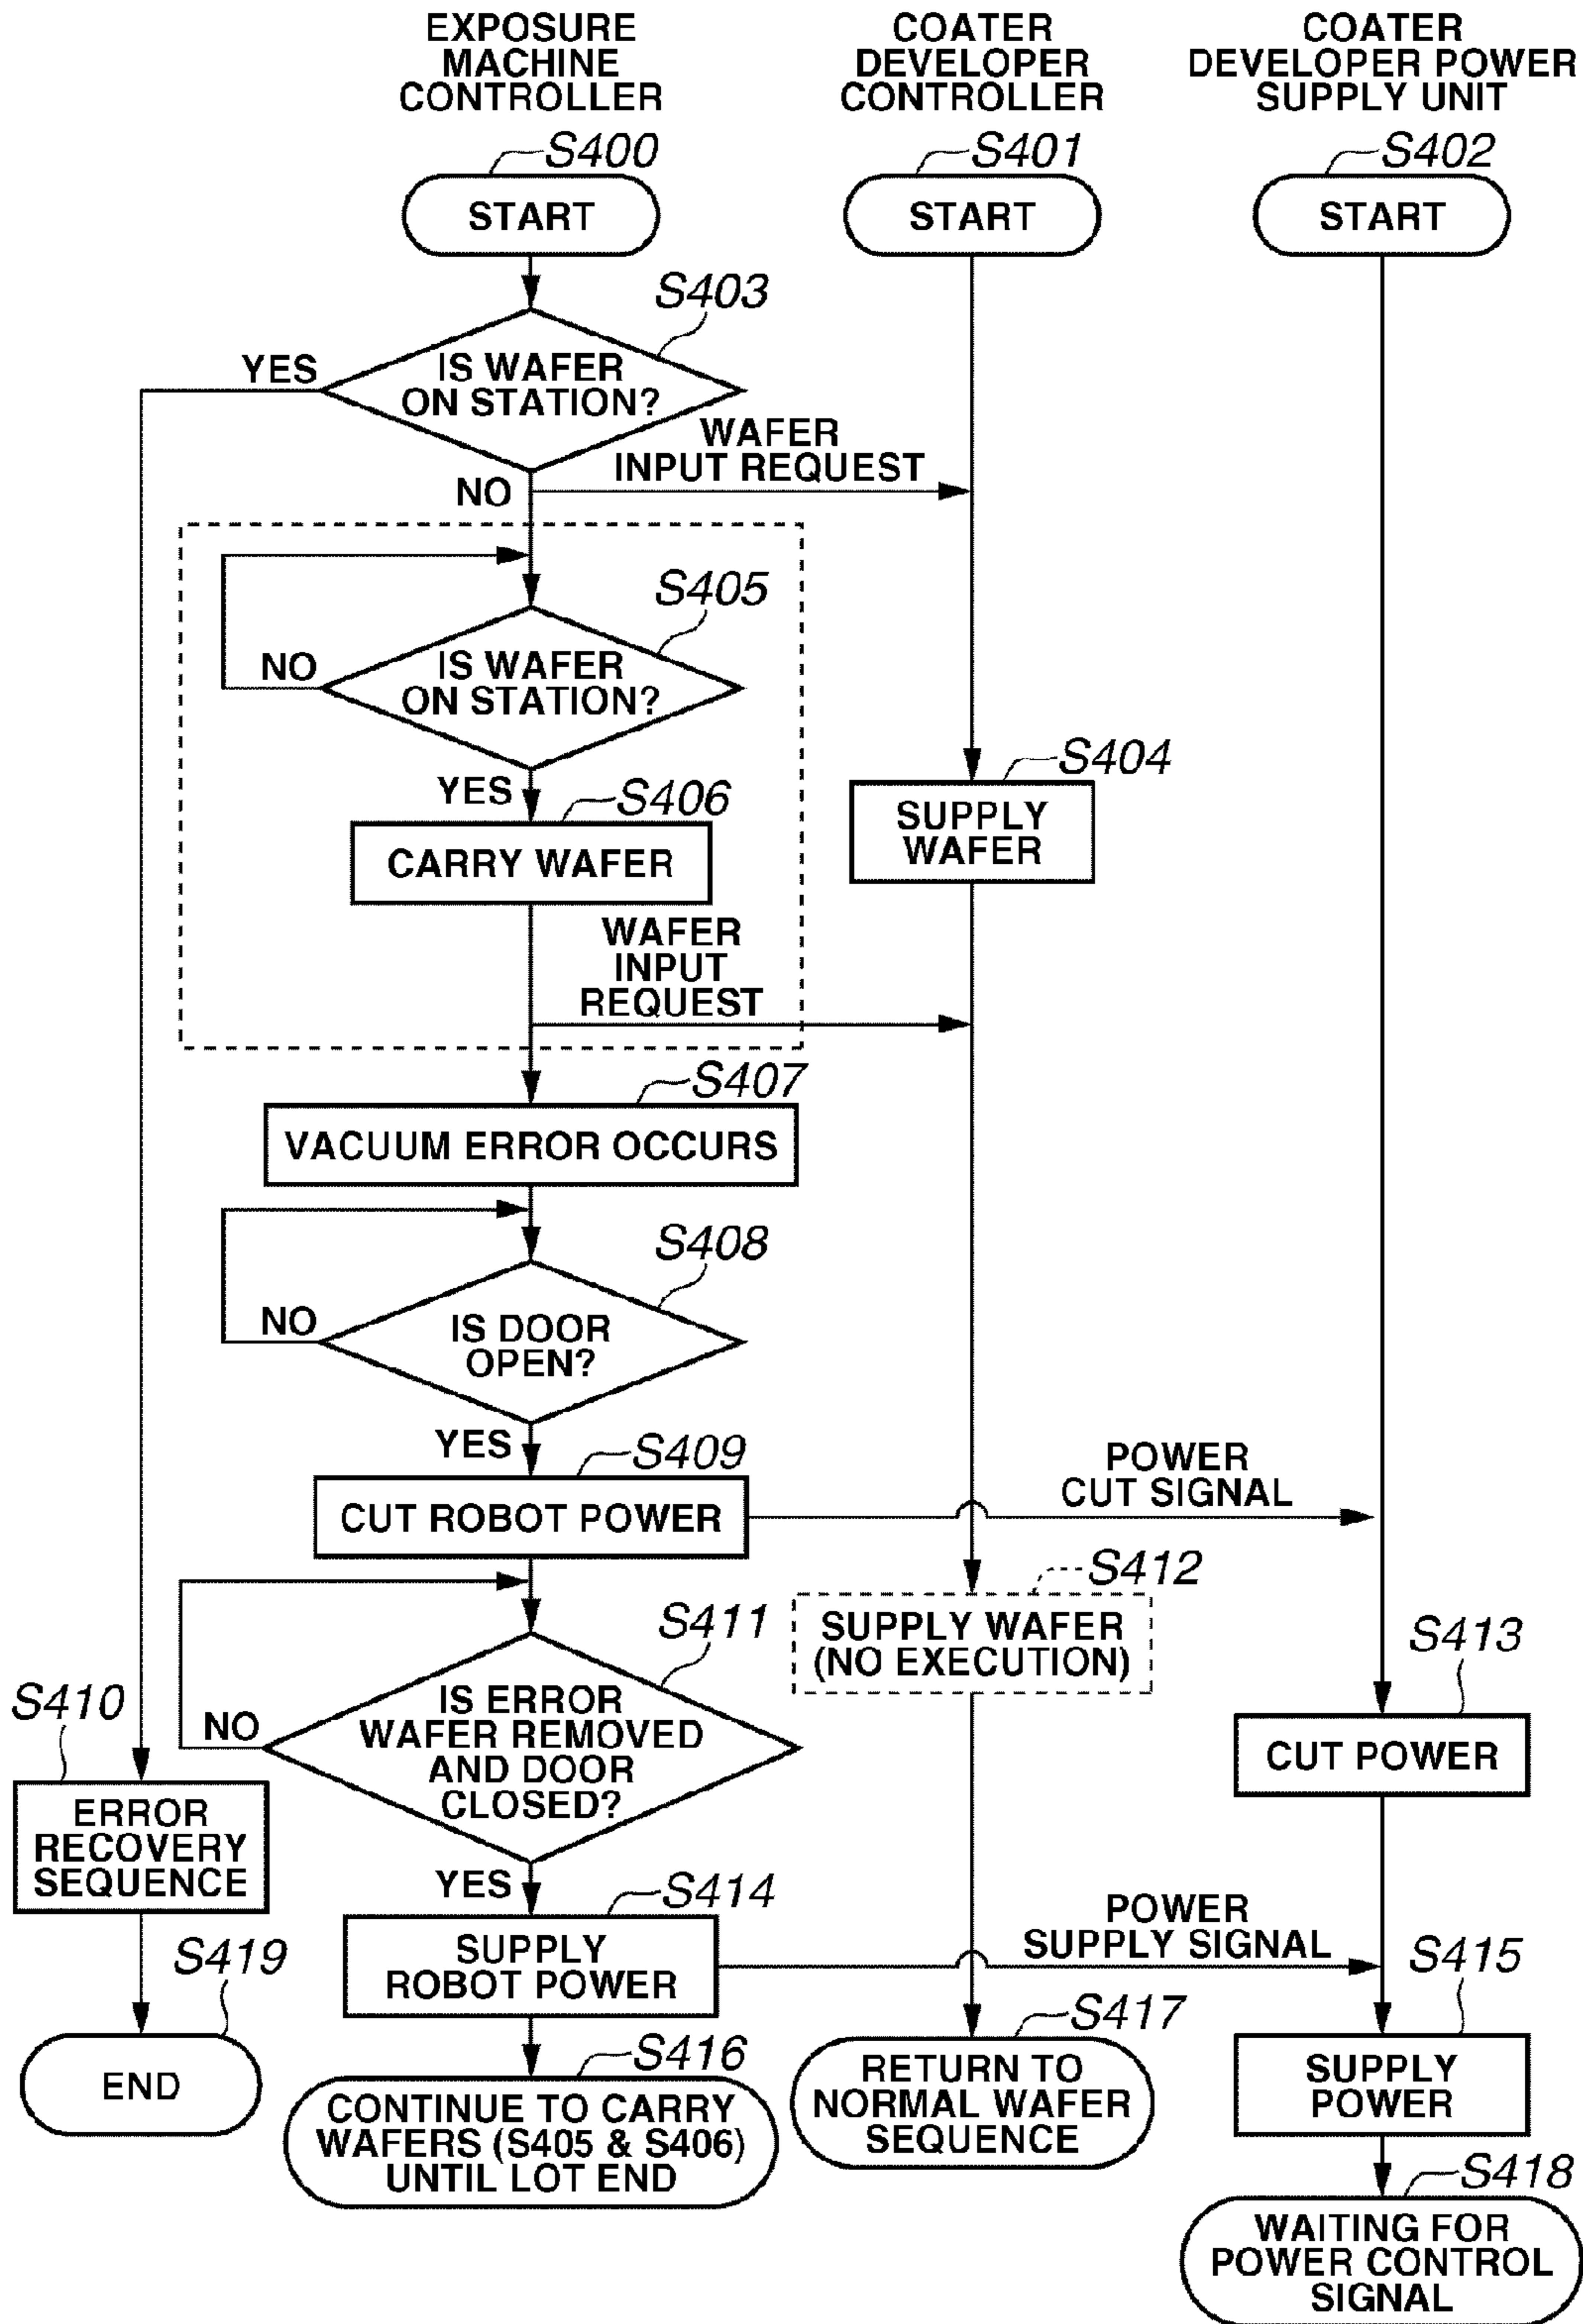 EXPOSURE
MACHINE
CONTROLLER
COATER
DEVELOPER
CONTROLLER
COATER
DEVELOPER POWER
SUPPLY UNIT
S400
START
S401
START
S402
START
S403
IS WAFER
ON STATION?
YES
NO
WAFER
INPUT REQUEST
S405
IS WAFER
ON STATION?
NO
YES
S404
SUPPLY
WAFER
S406
CARRY WAFER
WAFER
INPUT
REQUEST
S407
VACUUM ERROR OCCURS
S408
IS DOOR
OPEN?
NO
YES
S409
CUT ROBOT POWER
POWER
CUT SIGNAL
S412
SUPPLY WAFER
(NO EXECUTION)
S411
IS ERROR
WAFER REMOVED
AND DOOR
CLOSED?
NO
YES
S413
CUT POWER
S410
ERROR
RECOVERY
SEQUENCE
S414
SUPPLY
ROBOT POWER
POWER
SUPPLY SIGNAL
S415
SUPPLY
POWER
S419
END
S416
CONTINUE TO CARRY
WAFERS (S405 & S406)
UNTIL LOT END
S417
RETURN TO
NORMAL WAFER
SEQUENCE
S418
WAITING FOR
POWER CONTROL
SIGNAL